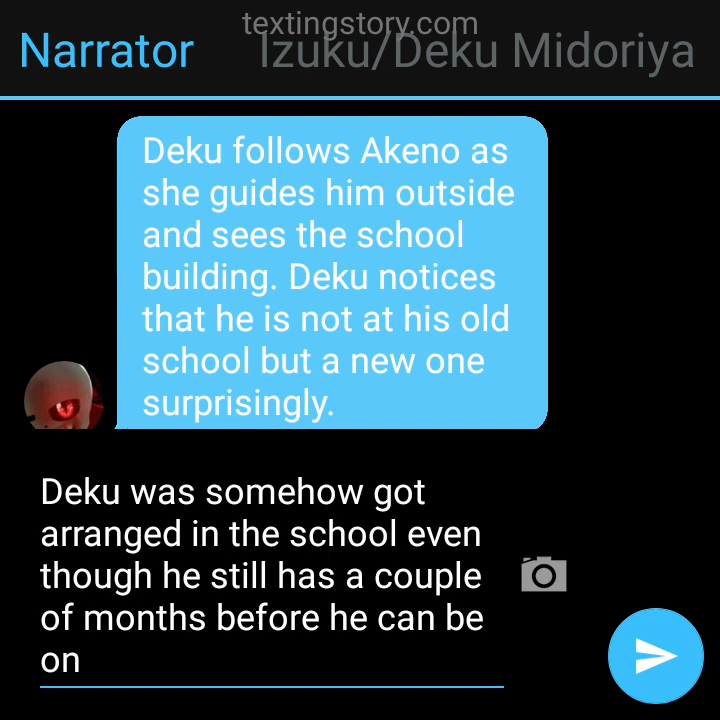 textingstory.com
Narrator Izuku/Deku Midoriya
Deku follows Akeno as
she guides him outside
and sees the school
building. Deku notices
that he is not at his old
school but a new one
surprisingly.
Deku was somehow got
arranged in the school even
though he still has a couple
of months before he can be
on